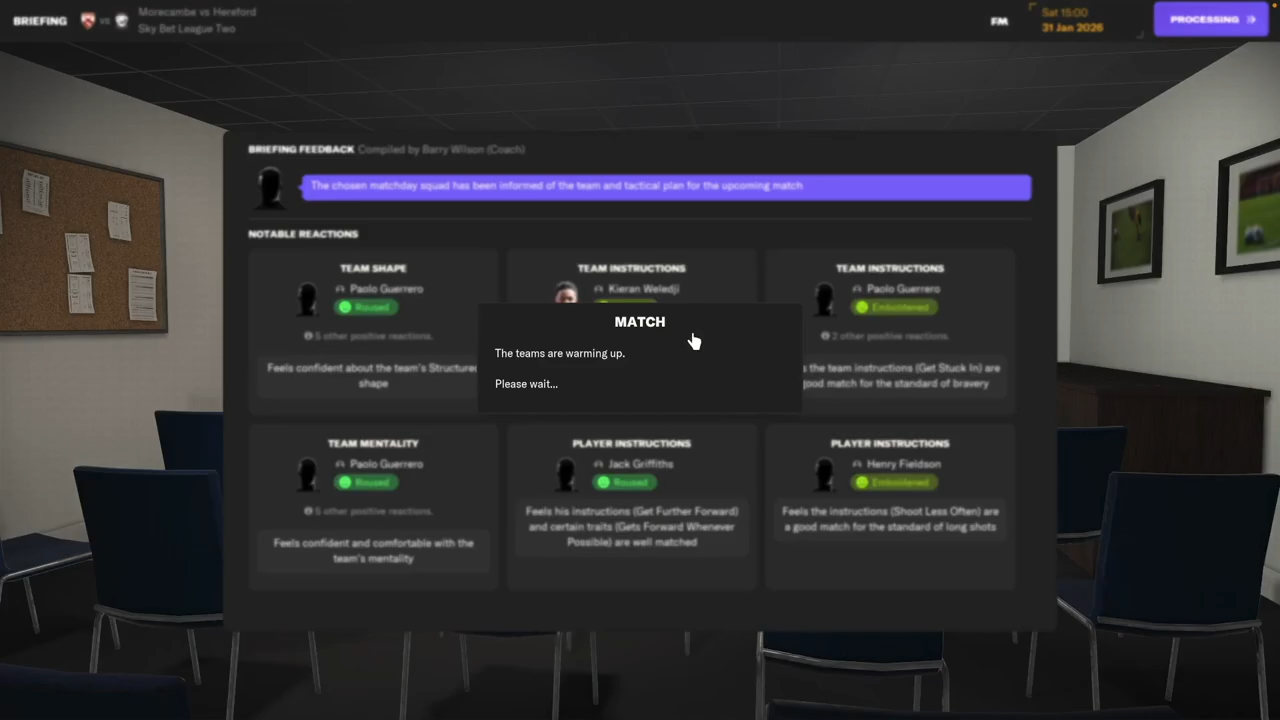 BRIEFING
vs
Morecambe vs Hereford
Sky Bet League Two
FM
Sat 15:00
31 Jan 2026
PROCESSING
BRIEFING FEEDBACK Compiled by Barry Wilson (Coach)
The chosen matchday squad has been informed of the team and tactical plan for the upcoming match
NOTABLE REACTIONS
TEAM SHAPE
Paolo Guerrero
Roused
5 other positive reactions.
Feels confident about the team's Structured
shape
TEAM INSTRUCTIONS
Kieran Weledji
TEAM INSTRUCTIONS
Paolo Guerrero
Emboldened
2 other positive reactions.
the team instructions (Get Stuck In) are
good match for the standard of bravery
MATCH
The teams are warming up.
Please wait...
TEAM MENTALITY
Paolo Guerrero
Roused
5 other positive reactions.
Feels confident and comfortable with the
team's mentality
PLAYER INSTRUCTIONS
Jack Griffiths
Roused
Feels his instructions (Get Further Forward)
and certain traits (Gets Forward Whenever
Possible) are well matched
PLAYER INSTRUCTIONS
Henry Fieldson
Emboldened
Feels the instructions (Shoot Less Often) are
a good match for the standard of long shots